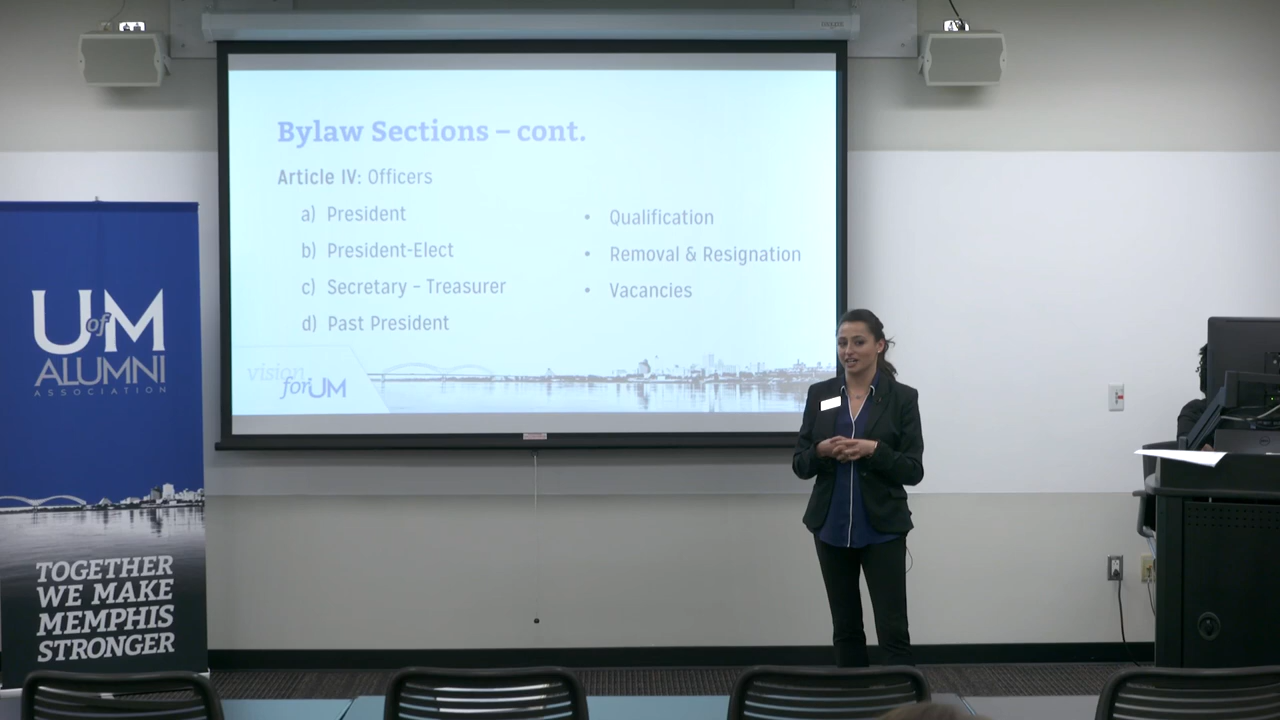 Bylaw Sections – cont.
Article IV: Officers
a) President
b) President-Elect
c) Secretary – Treasurer
d) Past President
• Qualification
• Removal & Resignation
• Vacancies
vision
for UM
U of M
ALUMNI
ASSOCIATION
TOGETHER
WE MAKE
MEMPHIS
STRONGER